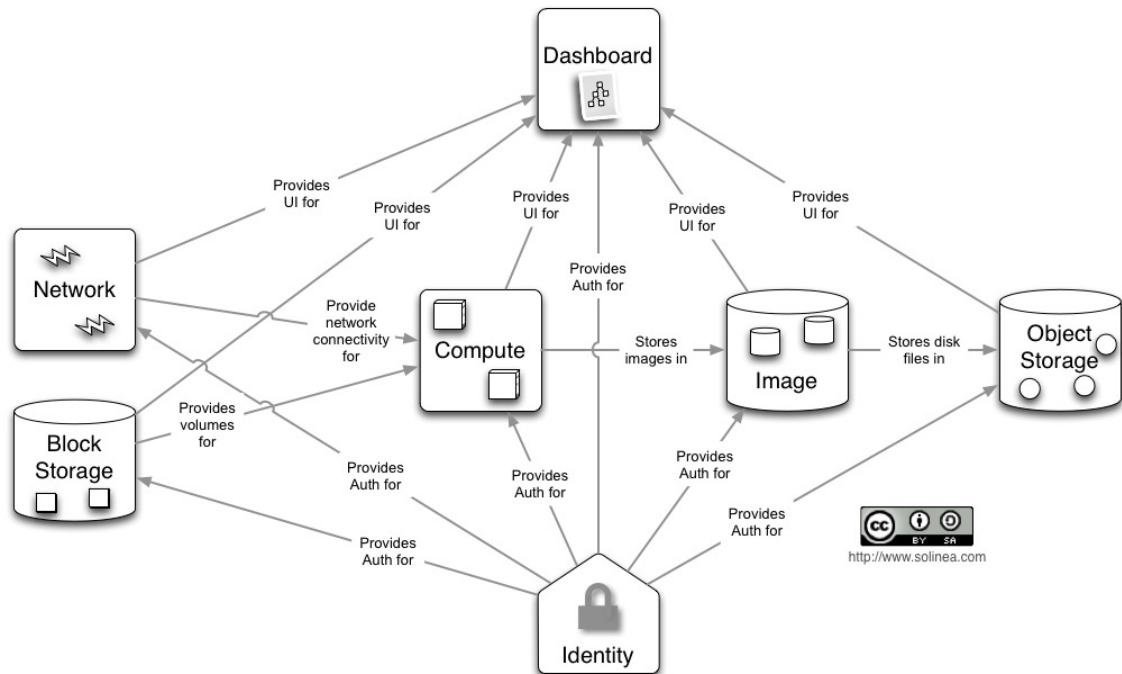 Dashboard
Provides
UI for
Provides
UI for
Provides
UI for
Provides
UI for
Provides
UI for
Network
Provides
Auth for
Provide
network
connectivity
for
Compute
Stores
images in
Image
Stores disk
files in
Object
Storage
Block
Storage
Provides
volumes
for
Provides
Auth for
Provides
Auth for
Provides
Auth for
Provides
Auth for
Provides
Auth for
cc
BY SA
http://www.solinea.com
Identity